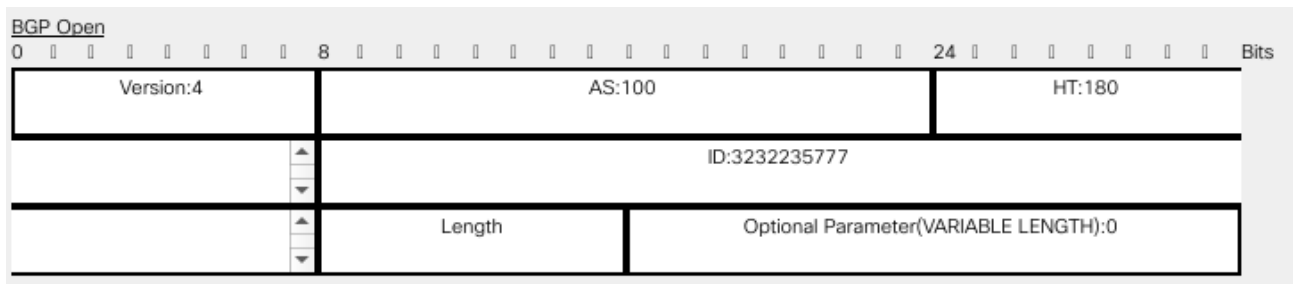 BGP Open
0 8 24 Bits
Version:4 AS:100 HT:180
ID:3232235777
Length Optional Parameter(VARIABLE LENGTH):0